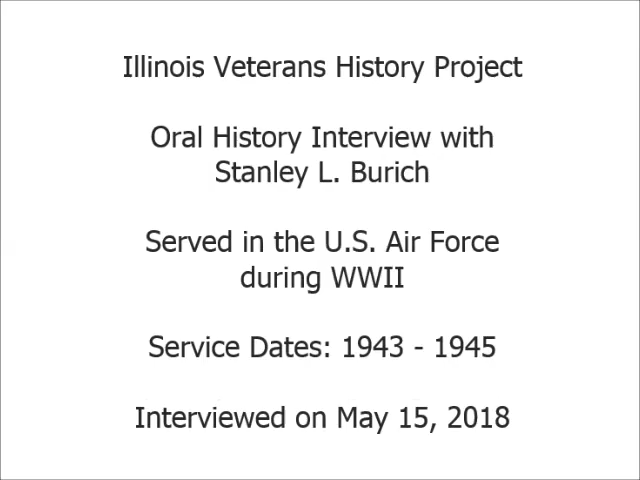 Illinois Veterans History Project
Oral History Interview with
Stanley L. Burich
Served in the U.S. Air Force
during WWII
Service Dates: 1943 - 1945
Interviewed on May 15, 2018